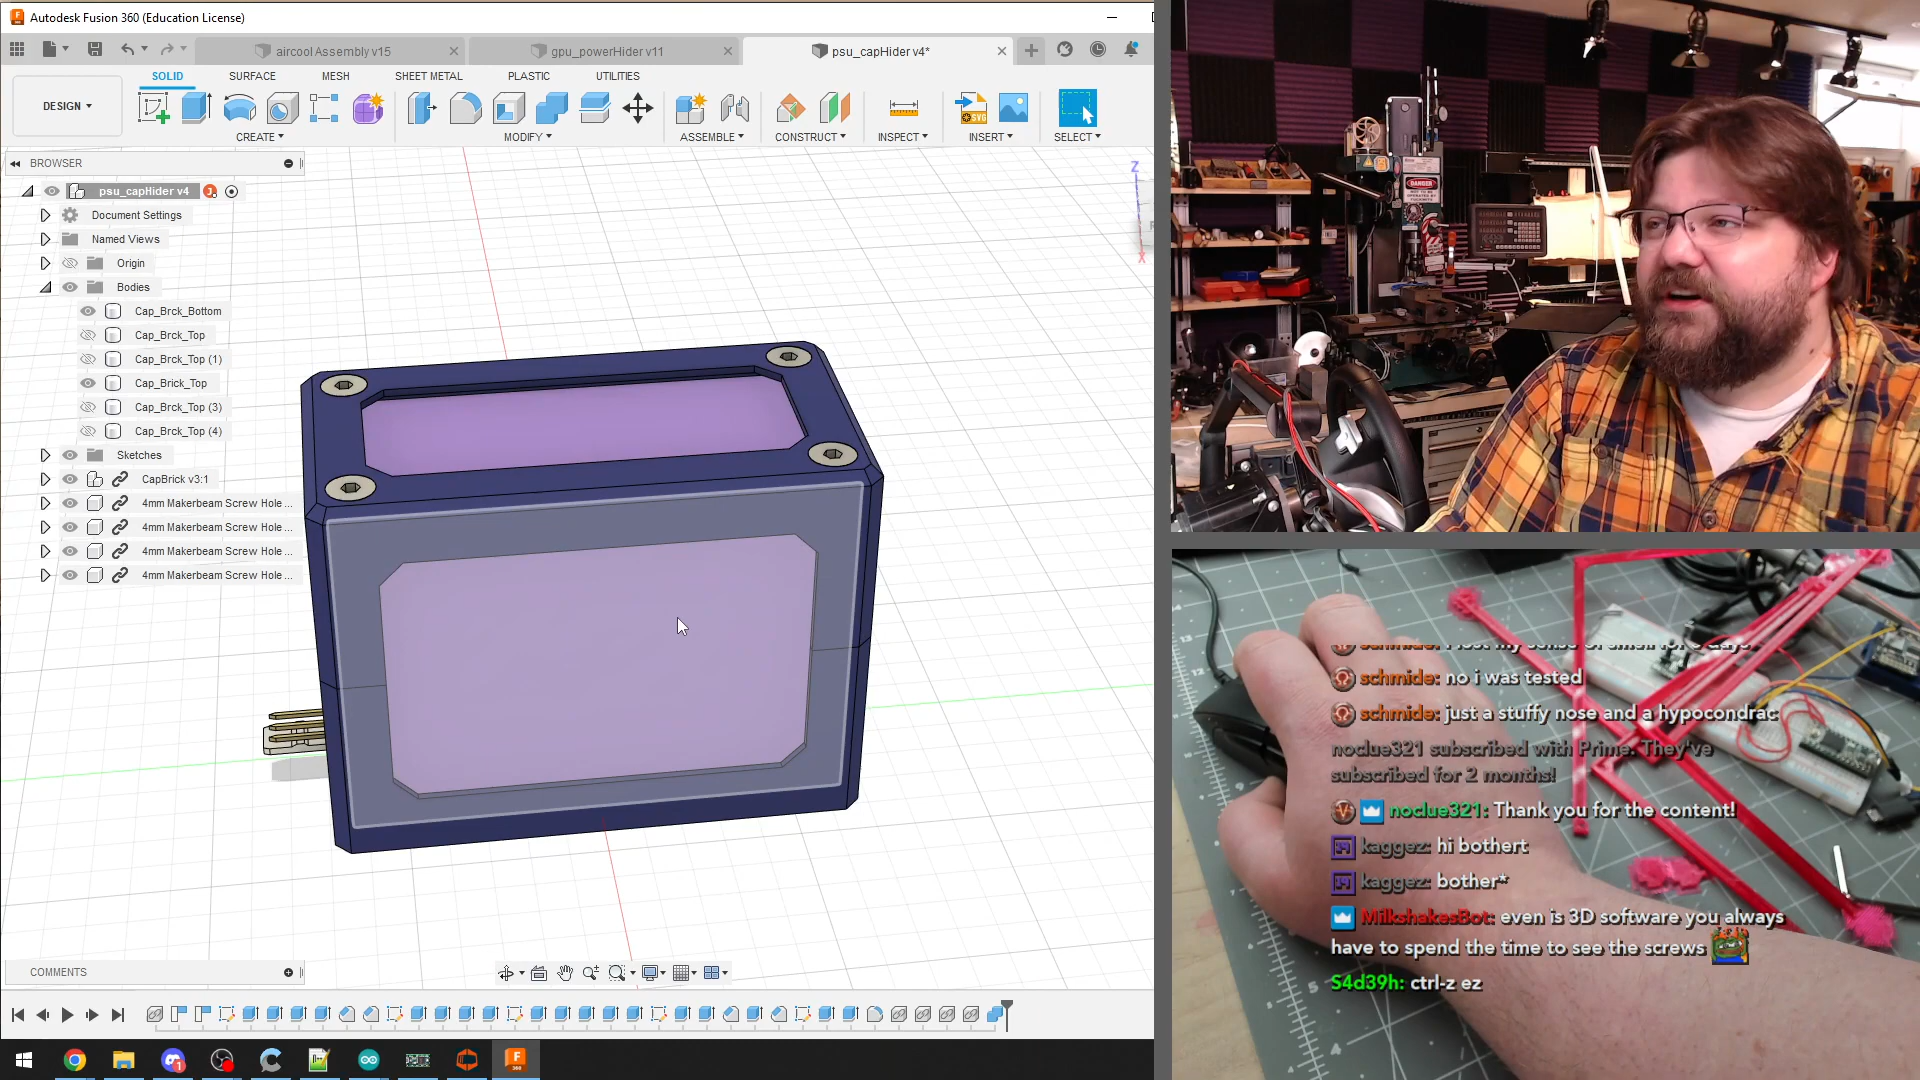 Autodesk Fusion 360 (Education License)
aircool Assembly v15
gpu_powerHider v11
psu_capHider v4*
SOLID
SURFACE
MESH
SHEET METAL
PLASTIC
UTILITIES
DESIGN
CREATE
MODIFY
ASSEMBLE
CONSTRUCT
INSPECT
INSERT
SELECT
BROWSER
psu_capHider v4
Document Settings
Named Views
Origin
Bodies
Cap_Brck_Bottom
Cap_Brck_Top
Cap_Brck_Top (1)
Cap_Brick_Top
Cap_Brck_Top (3)
Cap_Brck_Top (4)
Sketches
CapBrick v3:1
4mm Makerbeam Screw Hole ...
4mm Makerbeam Screw Hole ...
4mm Makerbeam Screw Hole ...
4mm Makerbeam Screw Hole ...
Z
X
COMMENTS
DANGER
schmide: no i was tested
schmide: just a stuffy nose and a hypocondrac
noclue321 subscribed with Prime. They've
subscribed for 2 months!
noclue321: Thank you for the content!
kaggez: hi bothert
kaggez: bother*
MilkshakesBot: even is 3D software you always
have to spend the time to see the screws
S4d39h: ctrl-z ez